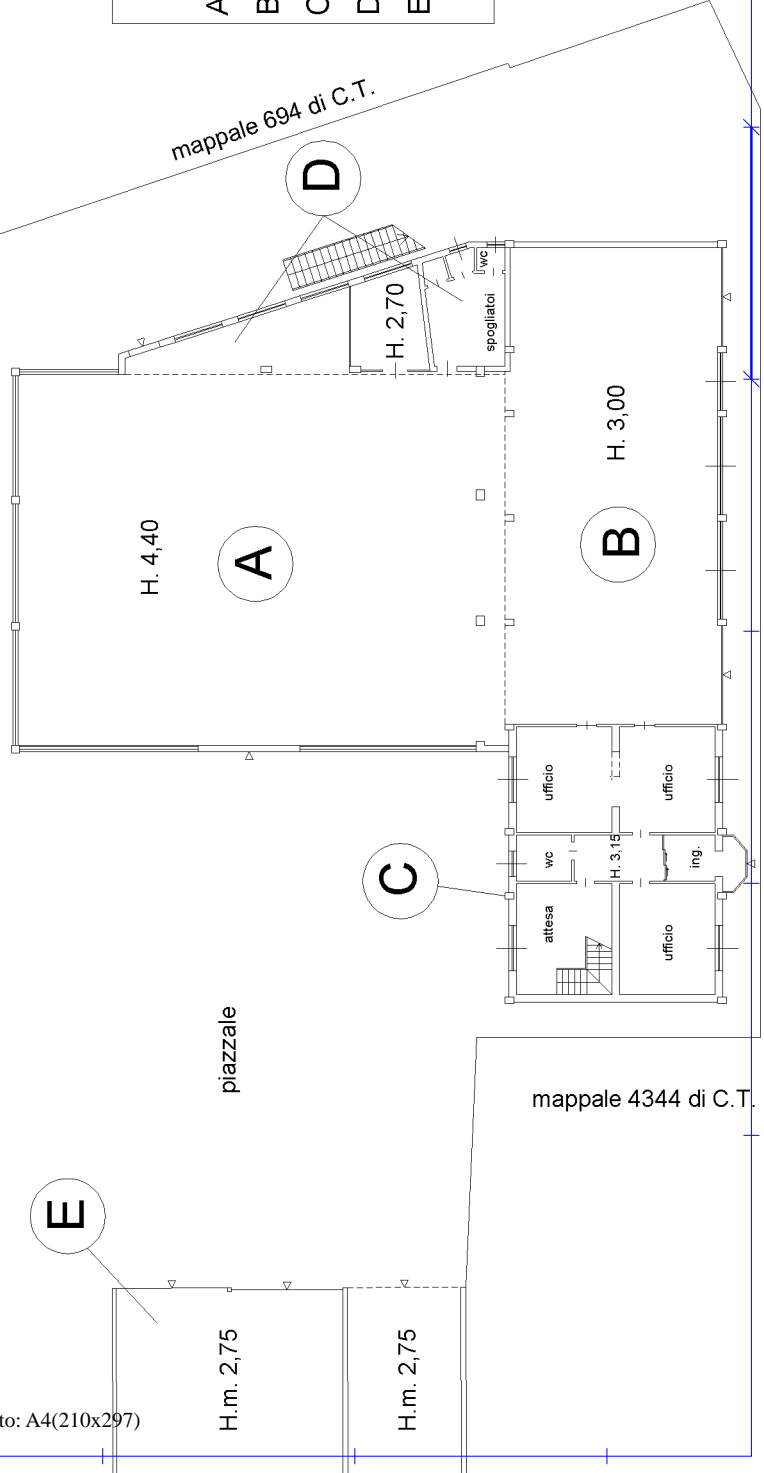 A
B
C
D
E
mappale 694 di C.T.
D
wc
H. 2,70
spogliatoi
H. 3,00
H. 4,40
A
B
ufficio
ufficio
wc
H. 3,15
ing.
C
attesa
ufficio
piazzale
mappale 4344 di C.T.
E
H.m. 2,75
H.m. 2,75
to: A4(210x297)